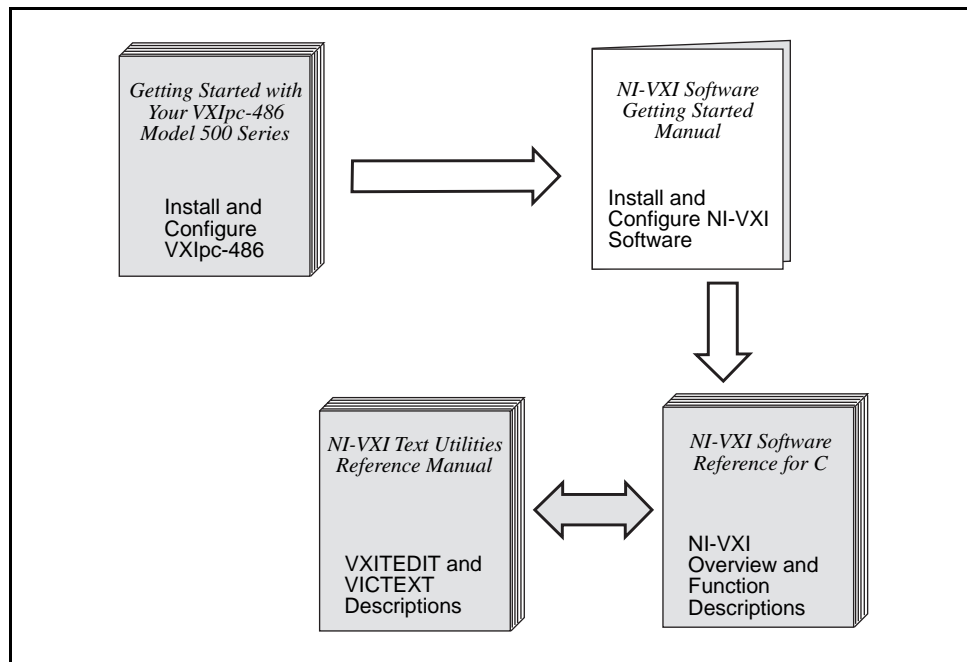 Getting Started with
Your VXIpc-486
Model 500 Series
Install and
Configure
VXIpc-486
NI-VXI Software
Getting Started
Manual
Install and
Configure NI-VXI
Software
NI-VXI Text Utilities
Reference Manual
VXITEDIT and
VICTEXT
Descriptions
NI-VXI Software
Reference for C
NI-VXI
Overview and
Function
Descriptions